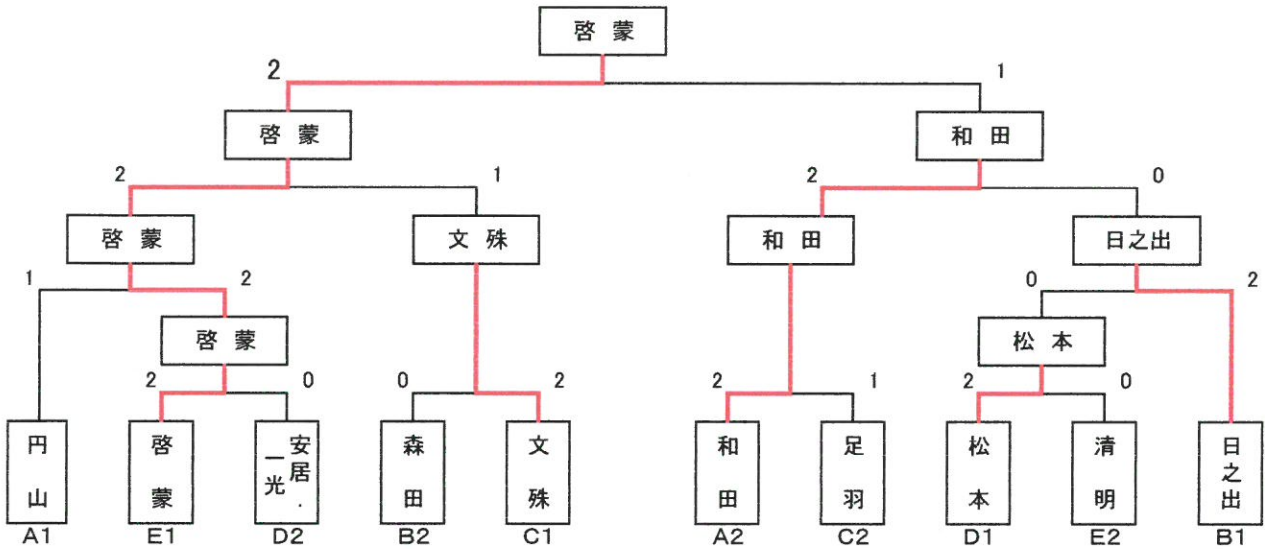 啓蒙
2 1
啓蒙 和田
2 1 2 0
啓蒙 文殊 和田 日之出
1 2 0 2
啓蒙 松本
2 0 0 2 2 1 2 0
円山 啓蒙 安居・一光 森田 文殊 和田 足羽 松本 清明 日之出
A1 E1 D2 B2 C1 A2 C2 D1 E2 B1